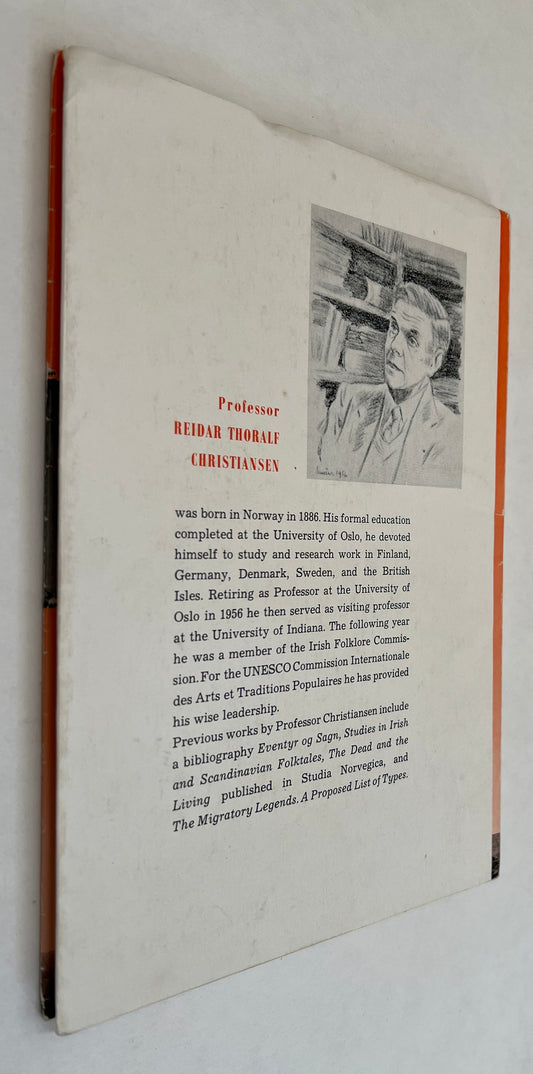 Professor
REIDAR THORALF
CHRISTIANSEN
was born in Norway in 1886. His formal education
completed at the University of Oslo, he devoted
himself to study and research work in Finland,
Germany, Denmark, Sweden, and the British
Isles. Retiring as Professor at the University of
Oslo in 1956 he then served as visiting professor
at the University of Indiana. The following year
he was a member of the Irish Folklore Commis-
sion. For the UNESCO Commission Internationale
des Arts et Traditions Populaires he has provided
his wise leadership.
Previous works by Professor Christiansen include
a bibliography Eventyr og Sagn, Studies in Irish
and Scandinavian Folktales, The Dead and the
Living published in Studia Norvegica, and
The Migratory Legends. A Proposed List of Types.